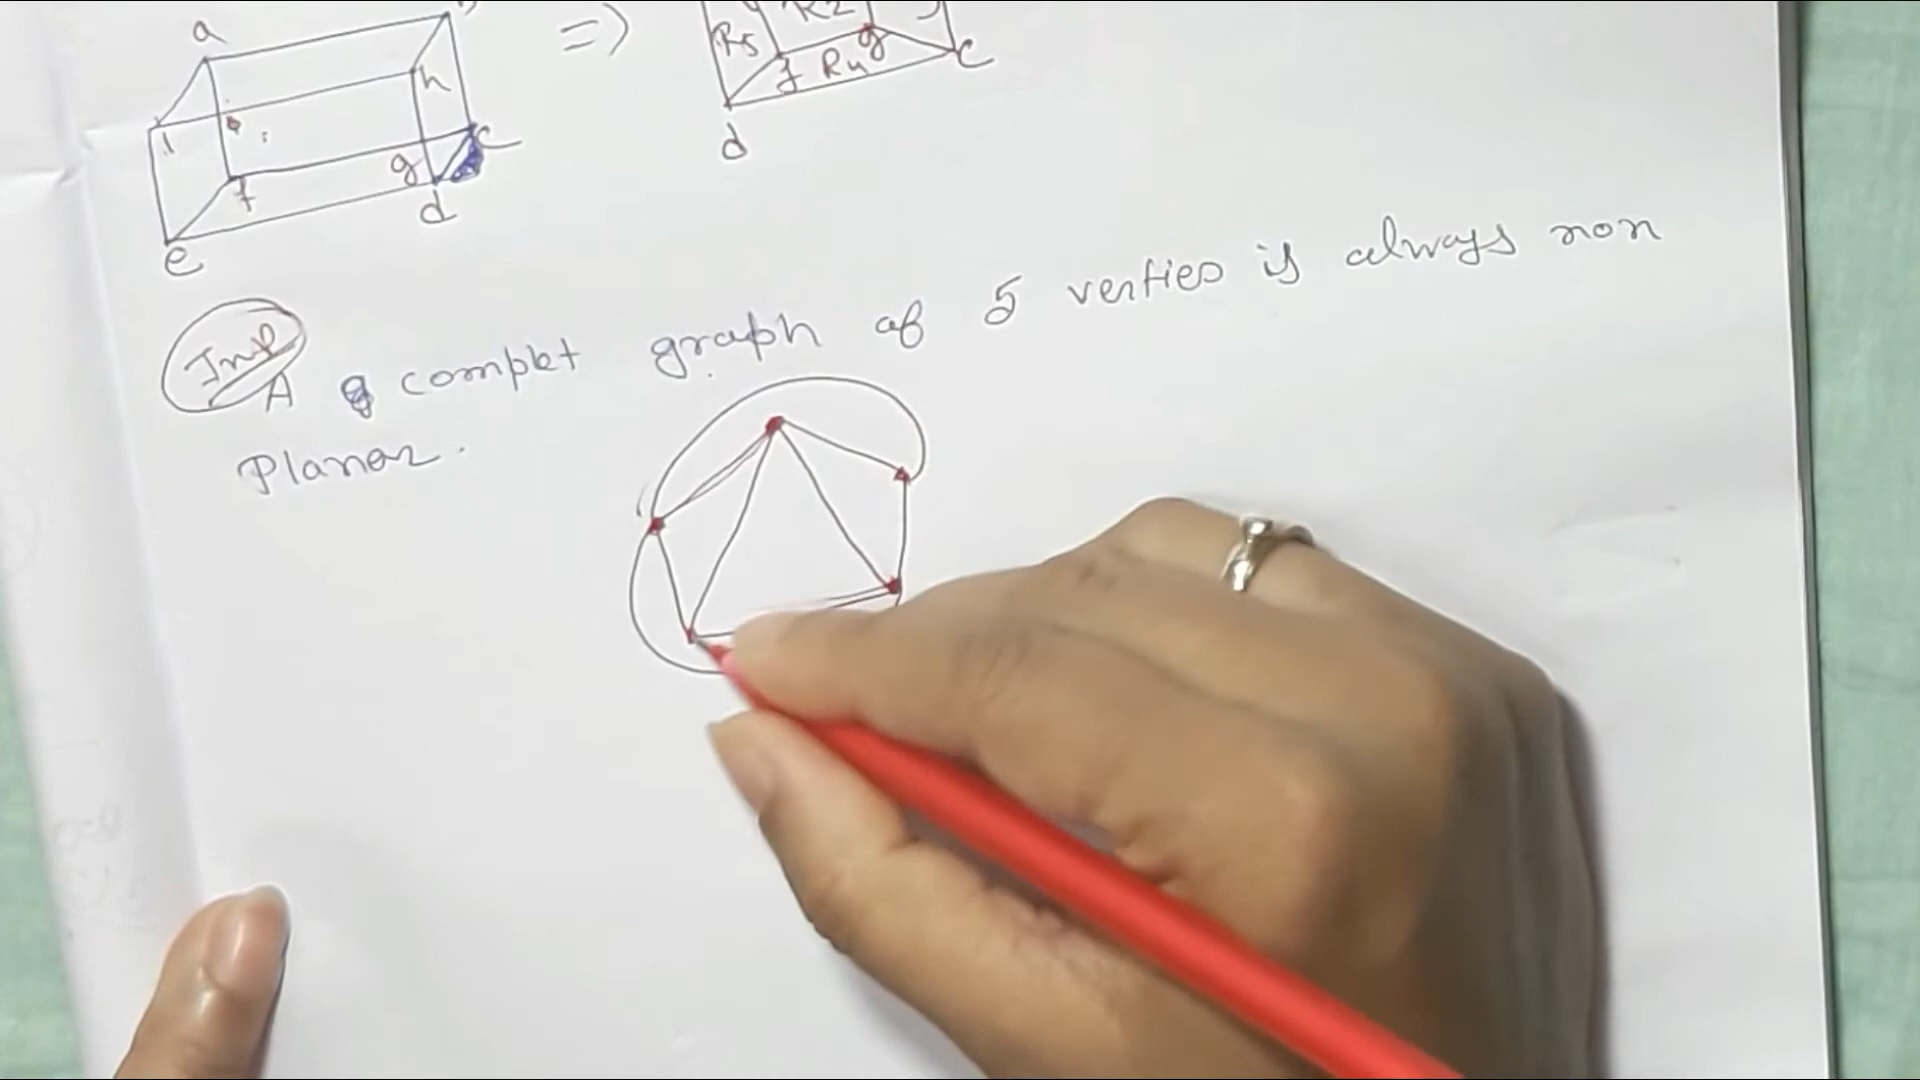 a
h
c
g
f
d
e
=>
R5
R2
g
f
R4
c
d
Imp
A complet graph of 5 verties is always non
Planar.